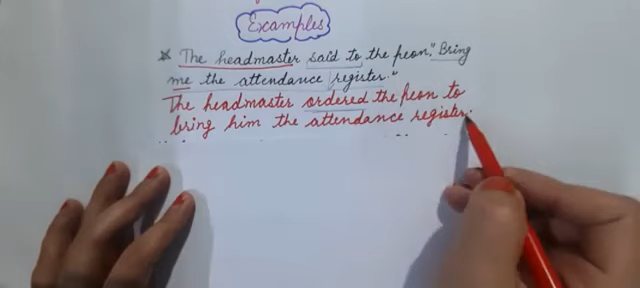 Examples
The headmaster said to the peon, "Bring
me the attendance register."
The headmaster ordered the peon to
bring him the attendance register.